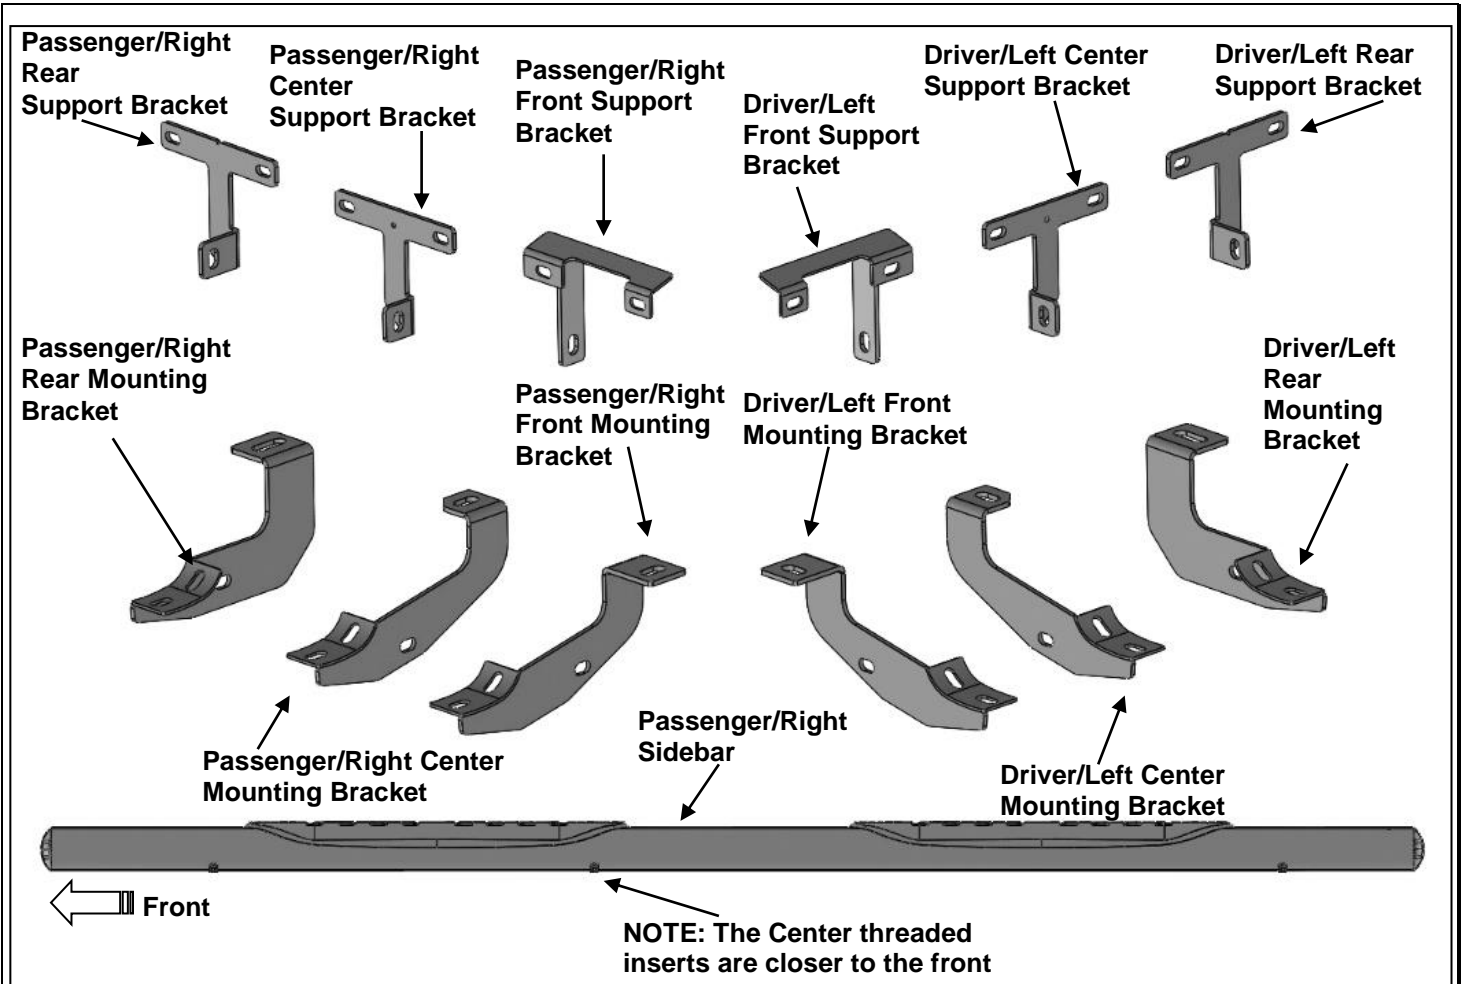 Passenger/Right
Rear
Support Bracket
Passenger/Right
Center
Support Bracket
Passenger/Right
Front Support
Bracket
Driver/Left
Front Support
Bracket
Driver/Left Center
Support Bracket
Driver/Left Rear
Support Bracket
Passenger/Right
Rear Mounting
Bracket
Passenger/Right
Front Mounting
Bracket
Driver/Left Front
Mounting Bracket
Driver/Left
Rear
Mounting
Bracket
Passenger/Right Center
Mounting Bracket
Passenger/Right
Sidebar
Driver/Left Center
Mounting Bracket
Front
NOTE: The Center threaded
inserts are closer to the front